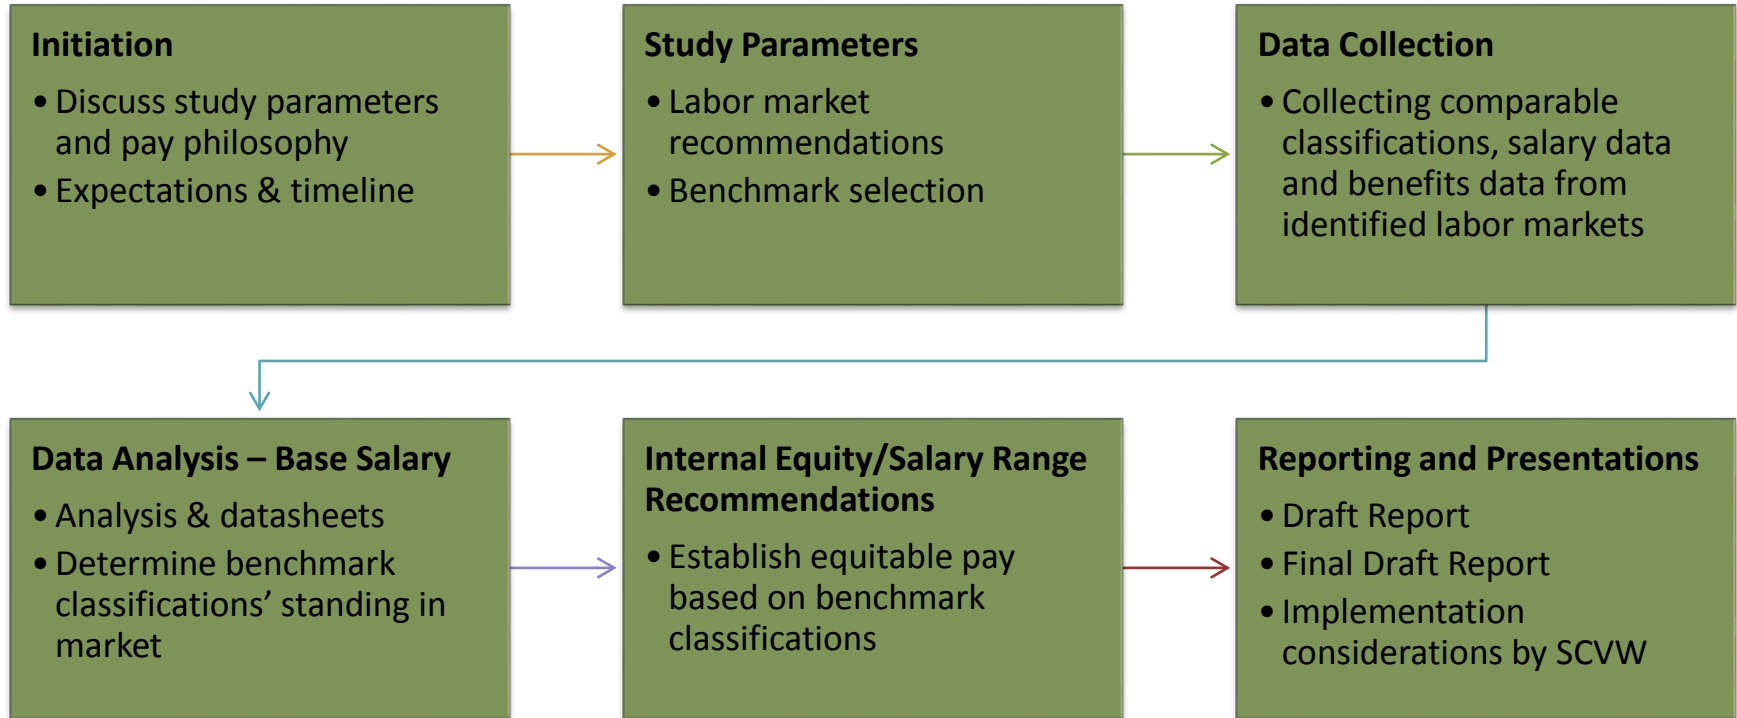 Initiation
• Discuss study parameters
and pay philosophy
• Expectations & timeline
Study Parameters
• Labor market
recommendations
• Benchmark selection
Data Collection
• Collecting comparable
classifications, salary data
and benefits data from
identified labor markets
Data Analysis – Base Salary
• Analysis & datasheets
• Determine benchmark
classifications’ standing in
market
Internal Equity/Salary Range
Recommendations
• Establish equitable pay
based on benchmark
classifications
Reporting and Presentations
• Draft Report
• Final Draft Report
• Implementation
considerations by SCVW